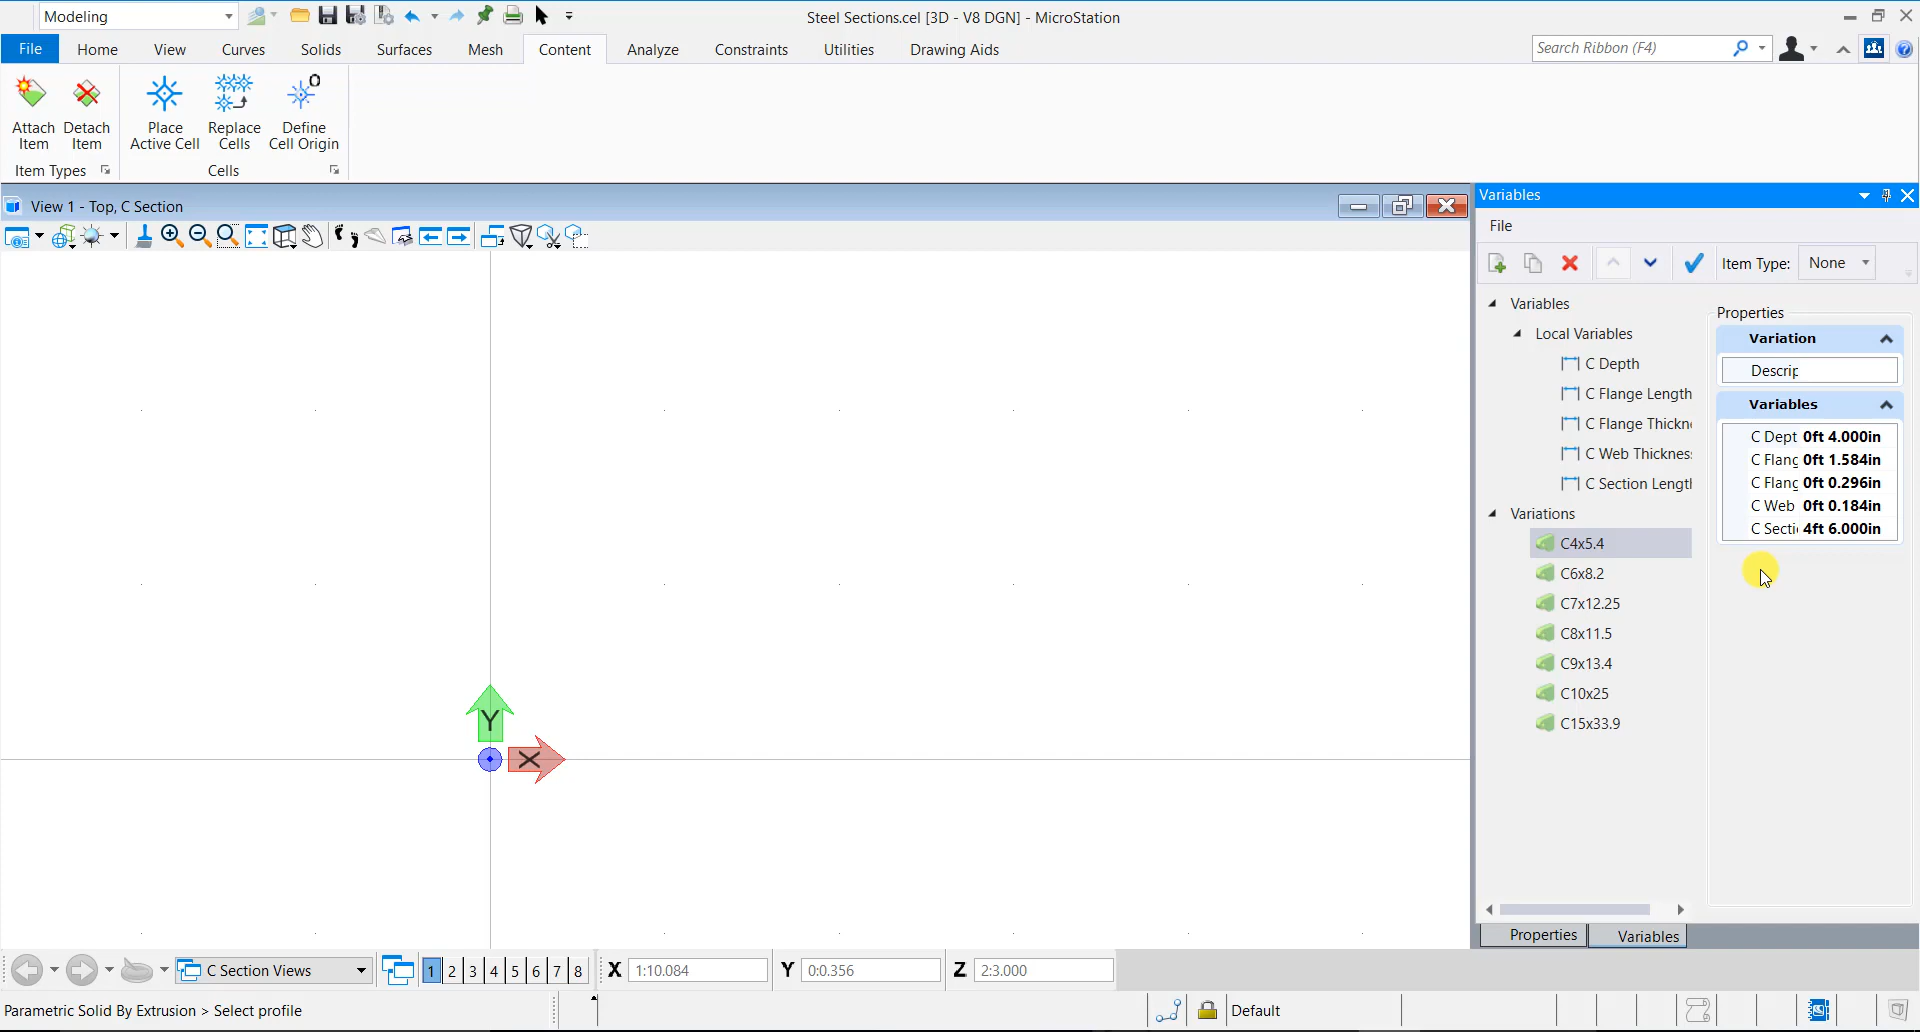 Modeling
Steel Sections.cel [3D - V8 DGN] - MicroStation
File Home View Curves Solids Surfaces Mesh Content Analyze Constraints Utilities Drawing Aids
Search Ribbon (F4)
Attach Item
Detach Item
Place Active Cell
Replace Cells
Define Cell Origin
Item Types
Cells
View 1 - Top, C Section
Y
X
Variables
File
Item Type: None
Variables
Local Variables
C Depth
C Flange Length
C Flange Thickn
C Web Thickness
C Section Length
Variations
C4x5.4
C6x8.2
C7x12.25
C8x11.5
C9x13.4
C10x25
C15x33.9
Properties
Variation
Descrip
Variables
C Dept 0ft 4.000in
C Flang 0ft 1.584in
C Flang 0ft 0.296in
C Web 0ft 0.184in
C Secti 4ft 6.000in
Properties Variables
C Section Views
1 2 3 4 5 6 7 8
X 1:10.084
Y 0:0.356
Z 2:3.000
Parametric Solid By Extrusion > Select profile
Default